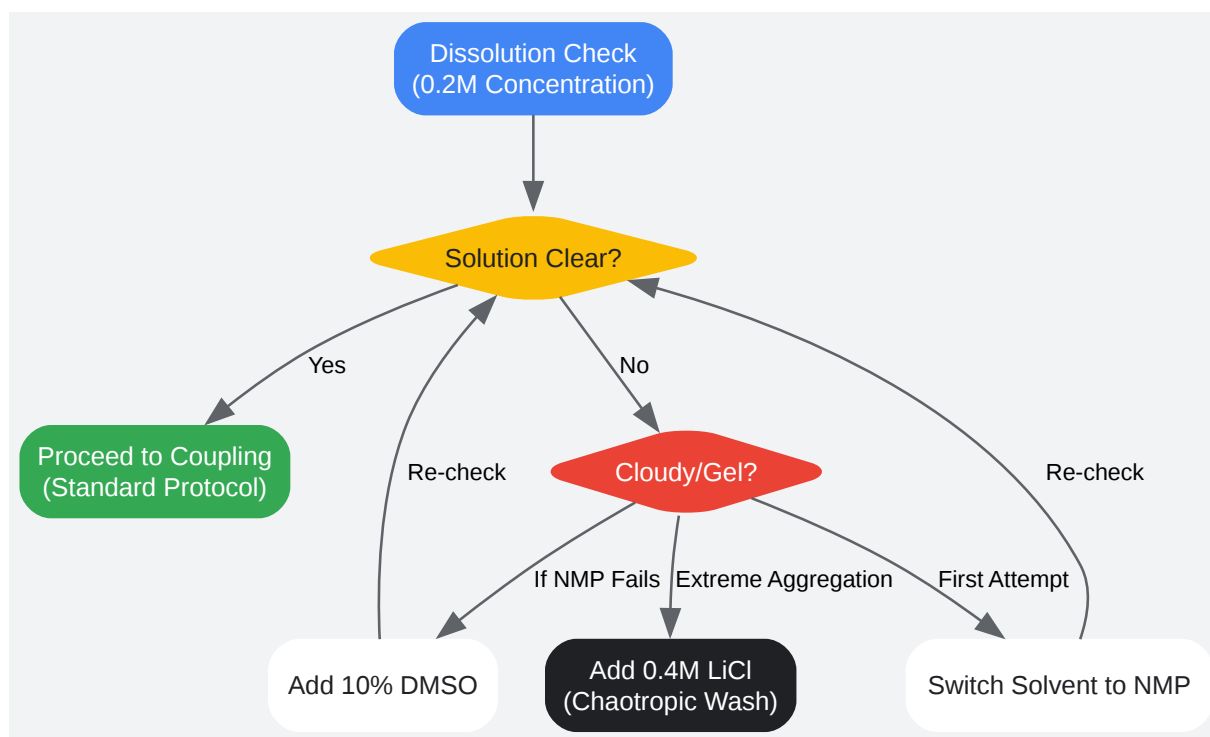 Dissolution Check
(0.2M Concentration)
Solution Clear?
Yes
No
Proceed to Coupling
(Standard Protocol)
Re-check
Cloudy/Gel?
Re-check
If NMP Fails
Extreme Aggregation
First Attempt
Add 10% DMSO
Add 0.4M LiCl
(Chaotropic Wash)
Switch Solvent to NMP